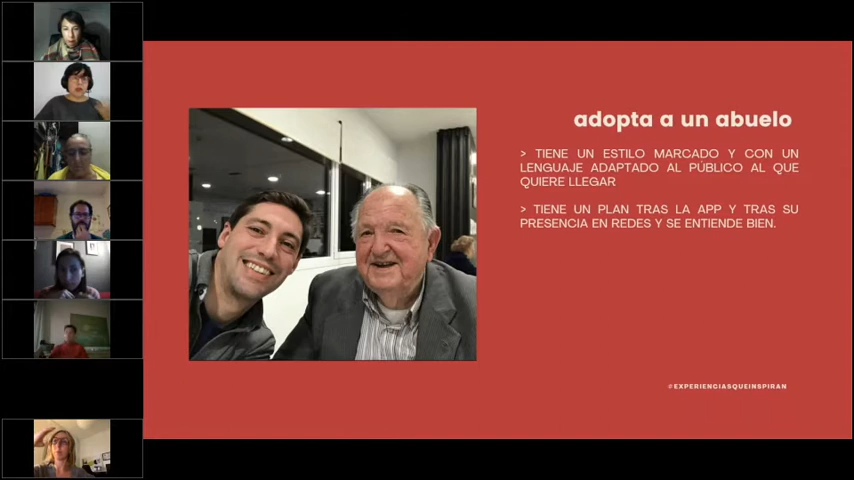 adopta a un abuelo
> TIENE UN ESTILO MARCADO Y CON UN
LENGUAJE ADAPTADO AL PÚBLICO AL QUE
QUIERE LLEGAR
> TIENE UN PLAN TRAS LA APP Y TRAS SU
PRESENCIA EN REDES Y SE ENTIENDE BIEN.
#EXPERIENCIASQUEINSPIRAN